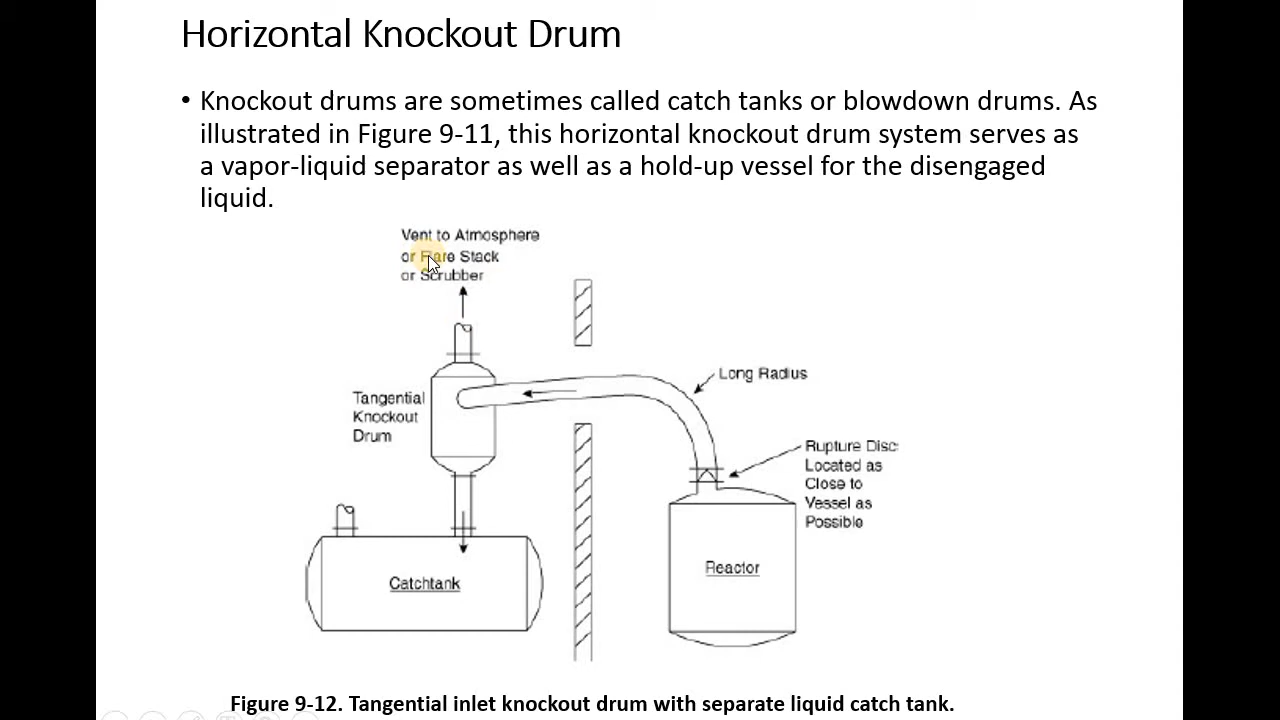 Horizontal Knockout Drum
• Knockout drums are sometimes called catch tanks or blowdown drums. As
illustrated in Figure 9-11, this horizontal knockout drum system serves as
a vapor-liquid separator as well as a hold-up vessel for the disengaged
liquid.
Vent to Atmosphere
or Flare Stack
or Scrubber
Long Radius
Tangential
Knockout
Drum
Rupture Disc
Located as
Close to
Vessel as
Possible
Reactor
Catchtank
Figure 9-12. Tangential inlet knockout drum with separate liquid catch tank.